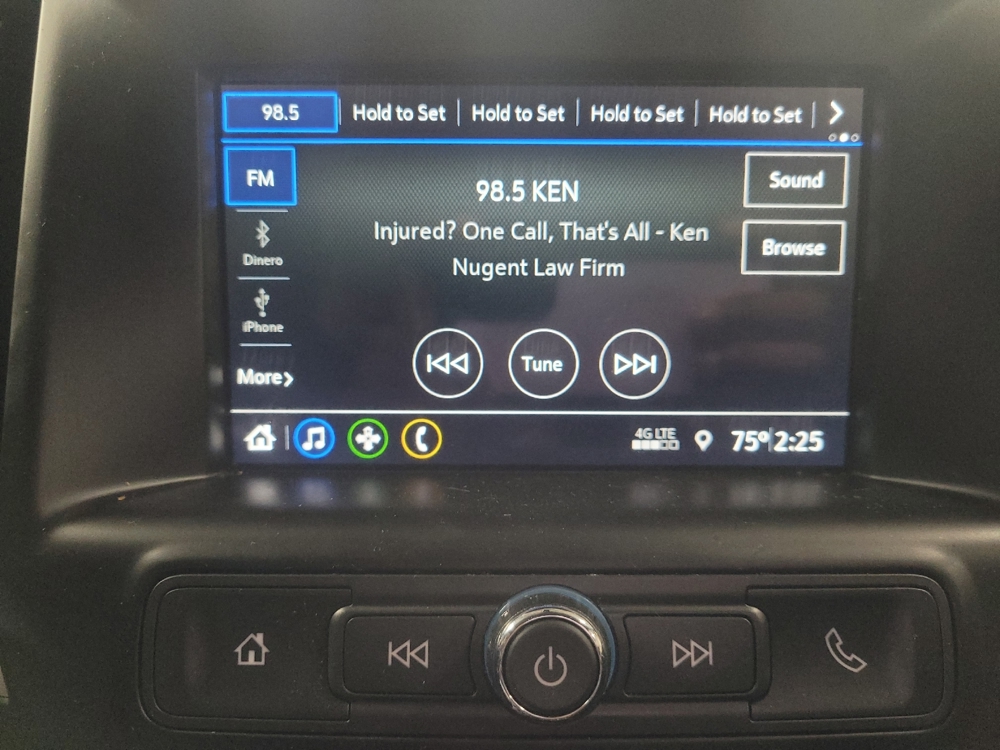 98.5 Hold to Set Hold to Set Hold to Set Hold to Set
FM
98.5 KEN
Sound
Injured? One Call, That's All - Ken
Nugent Law Firm
Browse
Dinero
iPhone
More
Tune
4G LTE
75° 2:25